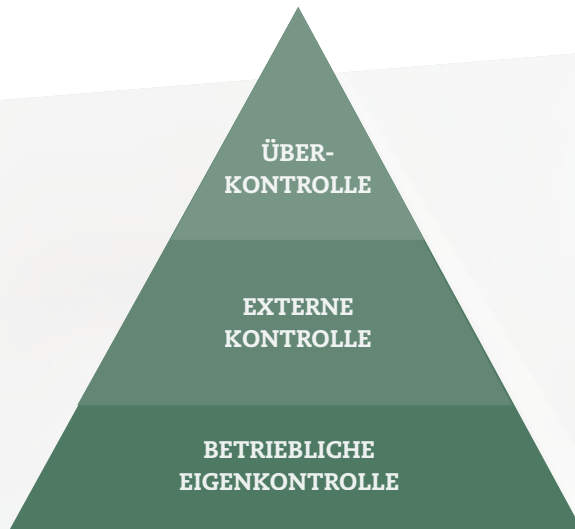 ÜBER-
KONTROLLE
EXTERNE
KONTROLLE
BETRIEBLICHE
EIGENKONTROLLE